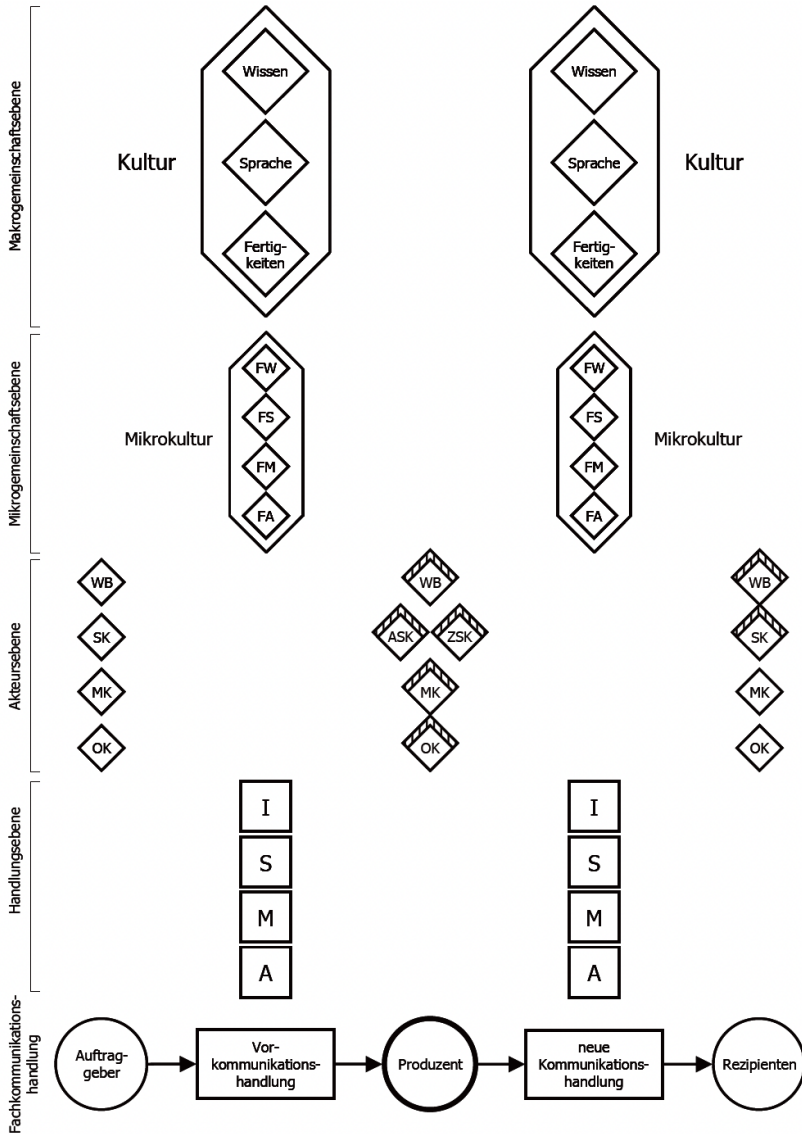 Makrogemeinschaftsebene
Wissen
Wissen
Kultur
Sprache
Sprache
Kultur
Fertig-
keiten
Fertig-
keiten
Mikrogemeinschaftsebene
FW
FW
FS
FS
Mikrokultur
Mikrokultur
FM
FM
FA
FA
Akteursebene
WB
WB
WB
SK
ASK
ZSK
SK
MK
MK
MK
OK
OK
OK
Handlungsebene
I
I
S
S
M
M
A
A
Fachkommunikations-
handlung
Auftrag-
geber
Vor-
kommunikations-
handlung
Produzent
neue
Kommunikations-
handlung
Rezipienten